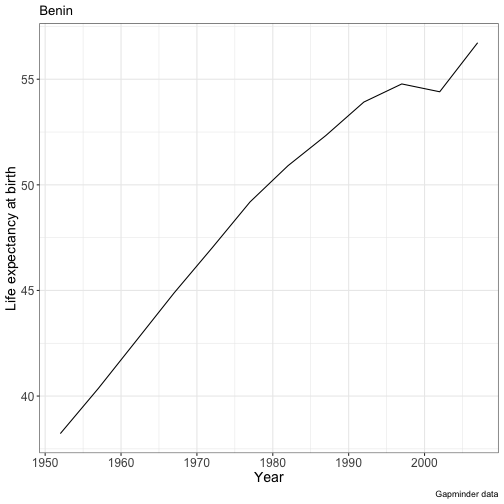 Benin
Life expectancy at birth
55
50
45
40
1950 1960 1970 1980 1990 2000
Year
Gapminder data